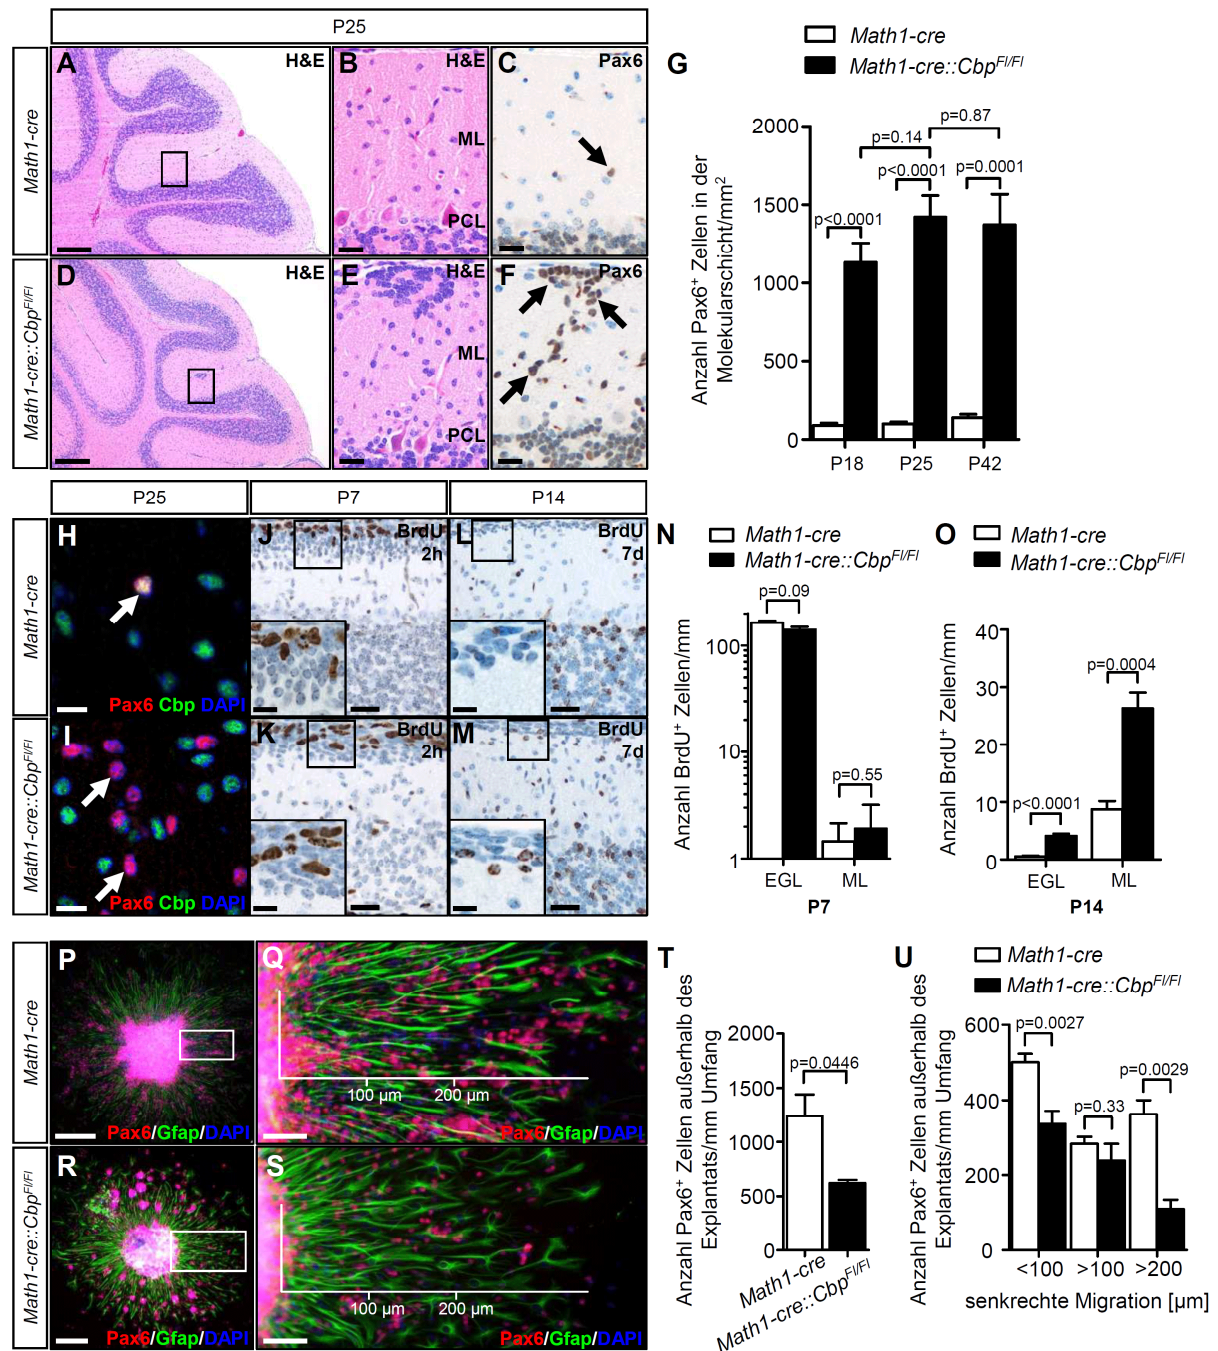 P25
Math1-cre
Math1-cre::Cbp^Fl/Fl
A
H&E
B
H&E
ML
PCL
C
Pax6
D
H&E
E
H&E
ML
PCL
F
Pax6
G
Math1-cre
Math1-cre::Cbp^Fl/Fl
Anzahl Pax6⁺ Zellen in der
Molekularschicht/mm²
2000
1500
1000
500
0
p<0.0001
p=0.14
p<0.0001
p=0.87
p=0.0001
P18
P25
P42
P25
P7
P14
Math1-cre
Math1-cre::Cbp^Fl/Fl
H
Pax6 Cbp DAPI
J
BrdU
2h
L
BrdU
7d
I
Pax6 Cbp DAPI
K
BrdU
2h
M
BrdU
7d
N
Math1-cre
Math1-cre::Cbp^Fl/Fl
Anzahl BrdU⁺ Zellen/mm
100
10
1
p=0.09
p=0.55
EGL
ML
P7
O
Math1-cre
Math1-cre::Cbp^Fl/Fl
Anzahl BrdU⁺ Zellen/mm
40
30
20
10
0
p<0.0001
p=0.0004
EGL
ML
P14
Math1-cre
Math1-cre::Cbp^Fl/Fl
P
Pax6/Gfap/DAPI
Q
100 µm
200 µm
Pax6/Gfap/DAPI
R
Pax6/Gfap/DAPI
S
100 µm
200 µm
Pax6/Gfap/DAPI
T
Anzahl Pax6⁺ Zellen außerhalb des
Explantats/mm Umfang
2000
1500
1000
500
0
p=0.0446
Math1-cre
Math1-cre::Cbp^Fl/Fl
U
Math1-cre
Math1-cre::Cbp^Fl/Fl
Anzahl Pax6⁺ Zellen außerhalb des
Explantats/mm Umfang
600
400
200
0
p=0.0027
p=0.33
p=0.0029
<100
>100
>200
senkrechte Migration [µm]